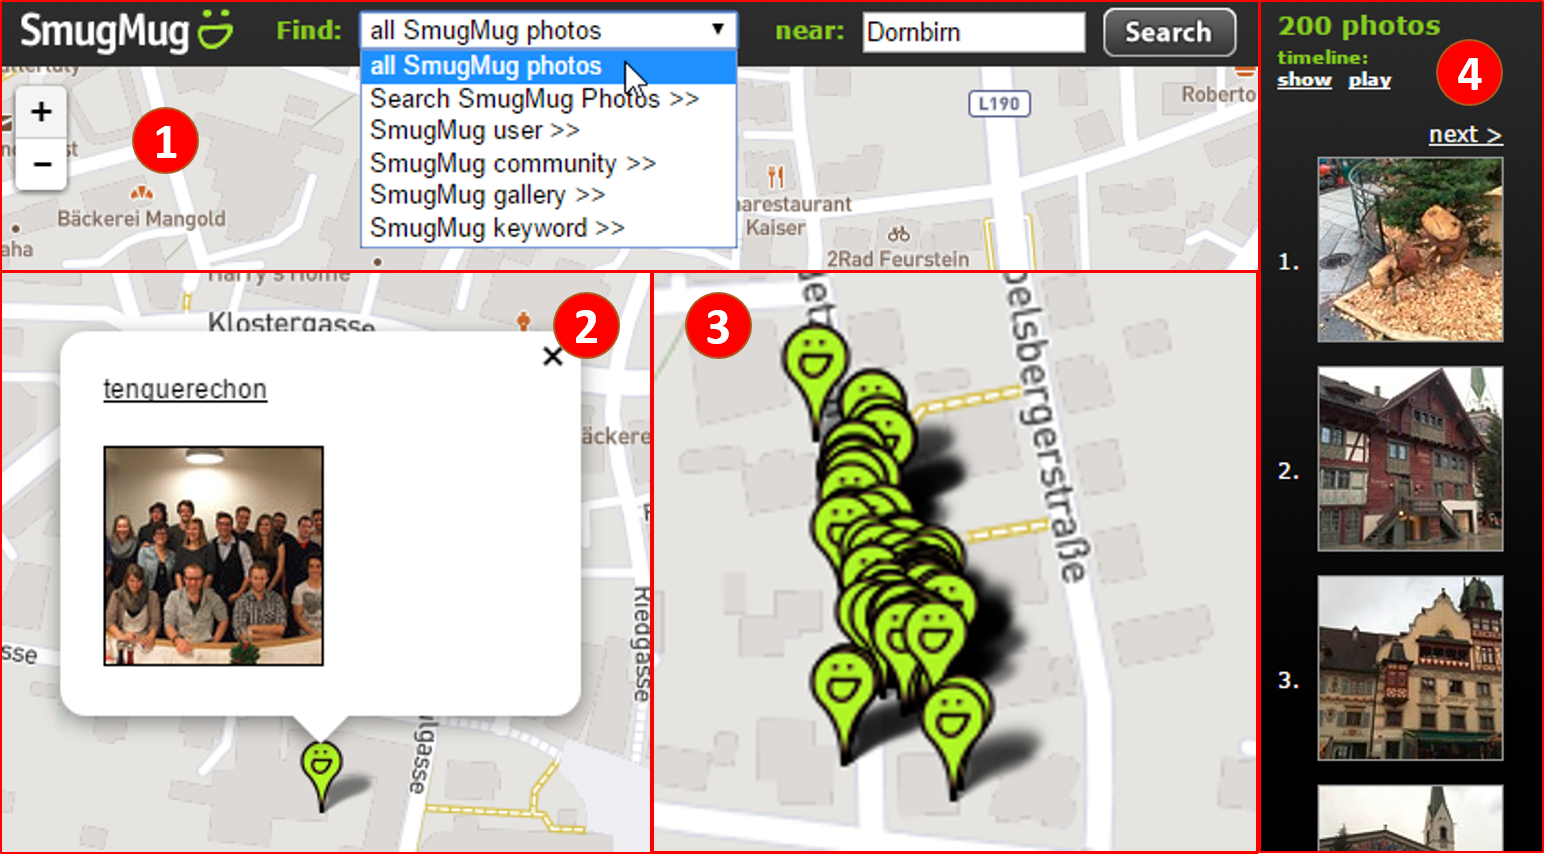 SmugMug
Find:
all SmugMug photos
near:
Dornbirn
Search
all SmugMug photos
Search SmugMug Photos >>
SmugMug user >>
SmugMug community >>
SmugMug gallery >>
SmugMug keyword >>
+
−
1
Bäckerei Mangold
aha
L190
Roberto
arestaurant
Kaiser
2Rad Feurstein
200 photos
4
timeline:
show play
next >
1.
2.
3.
Harry's Home
Klostergasse
2
×
tenguerechon
äckere
sse
Riedgasse
lgasse
3
elsbergerstraße